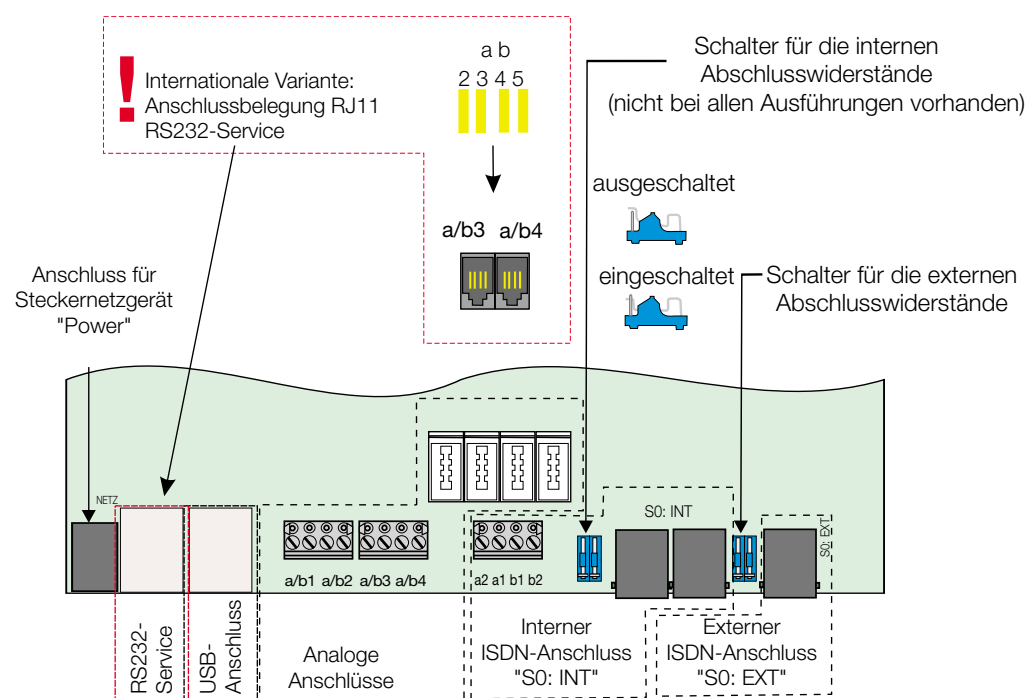 a b
2 3 4 5
Internationale Variante:
Anschlussbelegung RJ11
RS232-Service
Schalter für die internen
Abschlusswiderstände
(nicht bei allen Ausführungen vorhanden)
ausgeschaltet
a/b3 a/b4
eingeschaltet
Schalter für die externen
Abschlusswiderstände
Anschluss für
Steckernetzgerät
"Power"
NETZ
S0: INT
S0: EXT
a/b1 a/b2 a/b3 a/b4
a2 a1 b1 b2
RS232-
Service
USB-
Anschluss
Analoge
Anschlüsse
Interner
ISDN-Anschluss
"S0: INT"
Externer
ISDN-Anschluss
"S0: EXT"